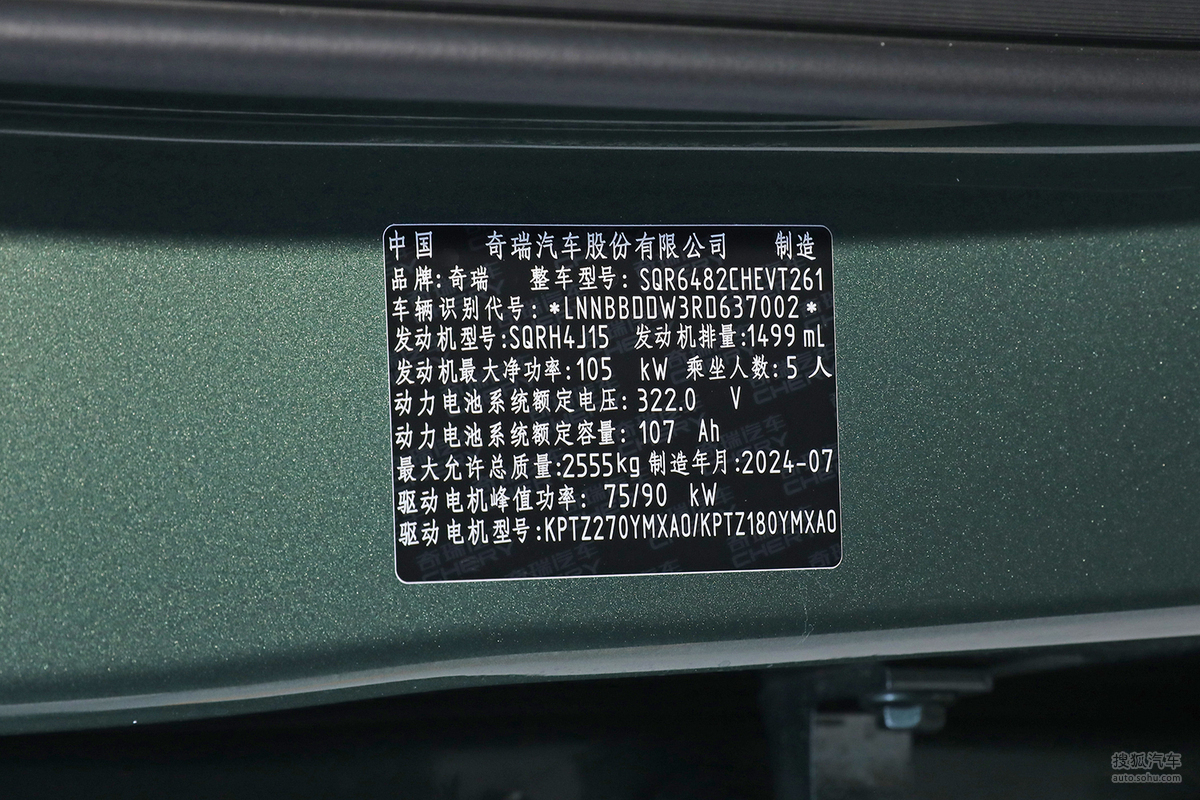 中国 奇瑞汽车股份有限公司 制造
品牌:奇瑞 整车型号: SQR6482CHEVT261
车辆识别代号: *LNNBBDDW3RD637002*
发动机型号:SQRH4J15 发动机排量:1499 mL
发动机最大净功率:105 kW 乘坐人数:5 人
动力电池系统额定电压: 322.0 V
动力电池系统额定容量: 107 Ah
最大允许总质量:2555kg 制造年月:2024-07
驱动电机峰值功率: 75/90 kW
驱动电机型号:KPTZ270YMXA0/KPTZ180YMXA0
搜狐汽车
auto.sohu.com